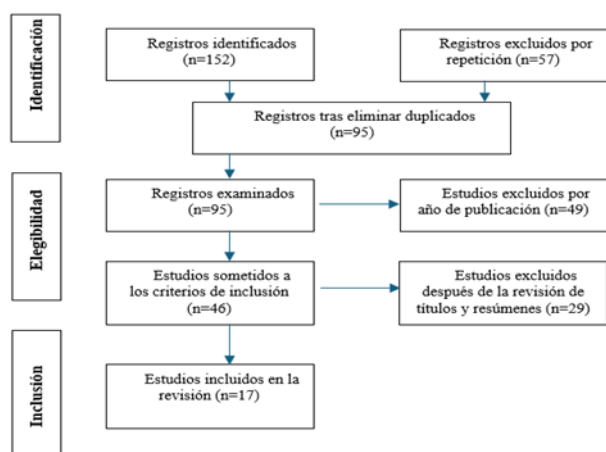 Identificación
Registros identificados
(n=152)
Registros excluidos por
repetición (n=57)
Registros tras eliminar duplicados
(n=95)
Elegibilidad
Registros examinados
(n=95)
Estudios excluidos por
año de publicación (n=49)
Estudios sometidos a
los criterios de inclusión
(n=46)
Estudios excluidos
después de la revisión de
títulos y resúmenes (n=29)
Inclusión
Estudios incluidos en la
revisión (n=17)